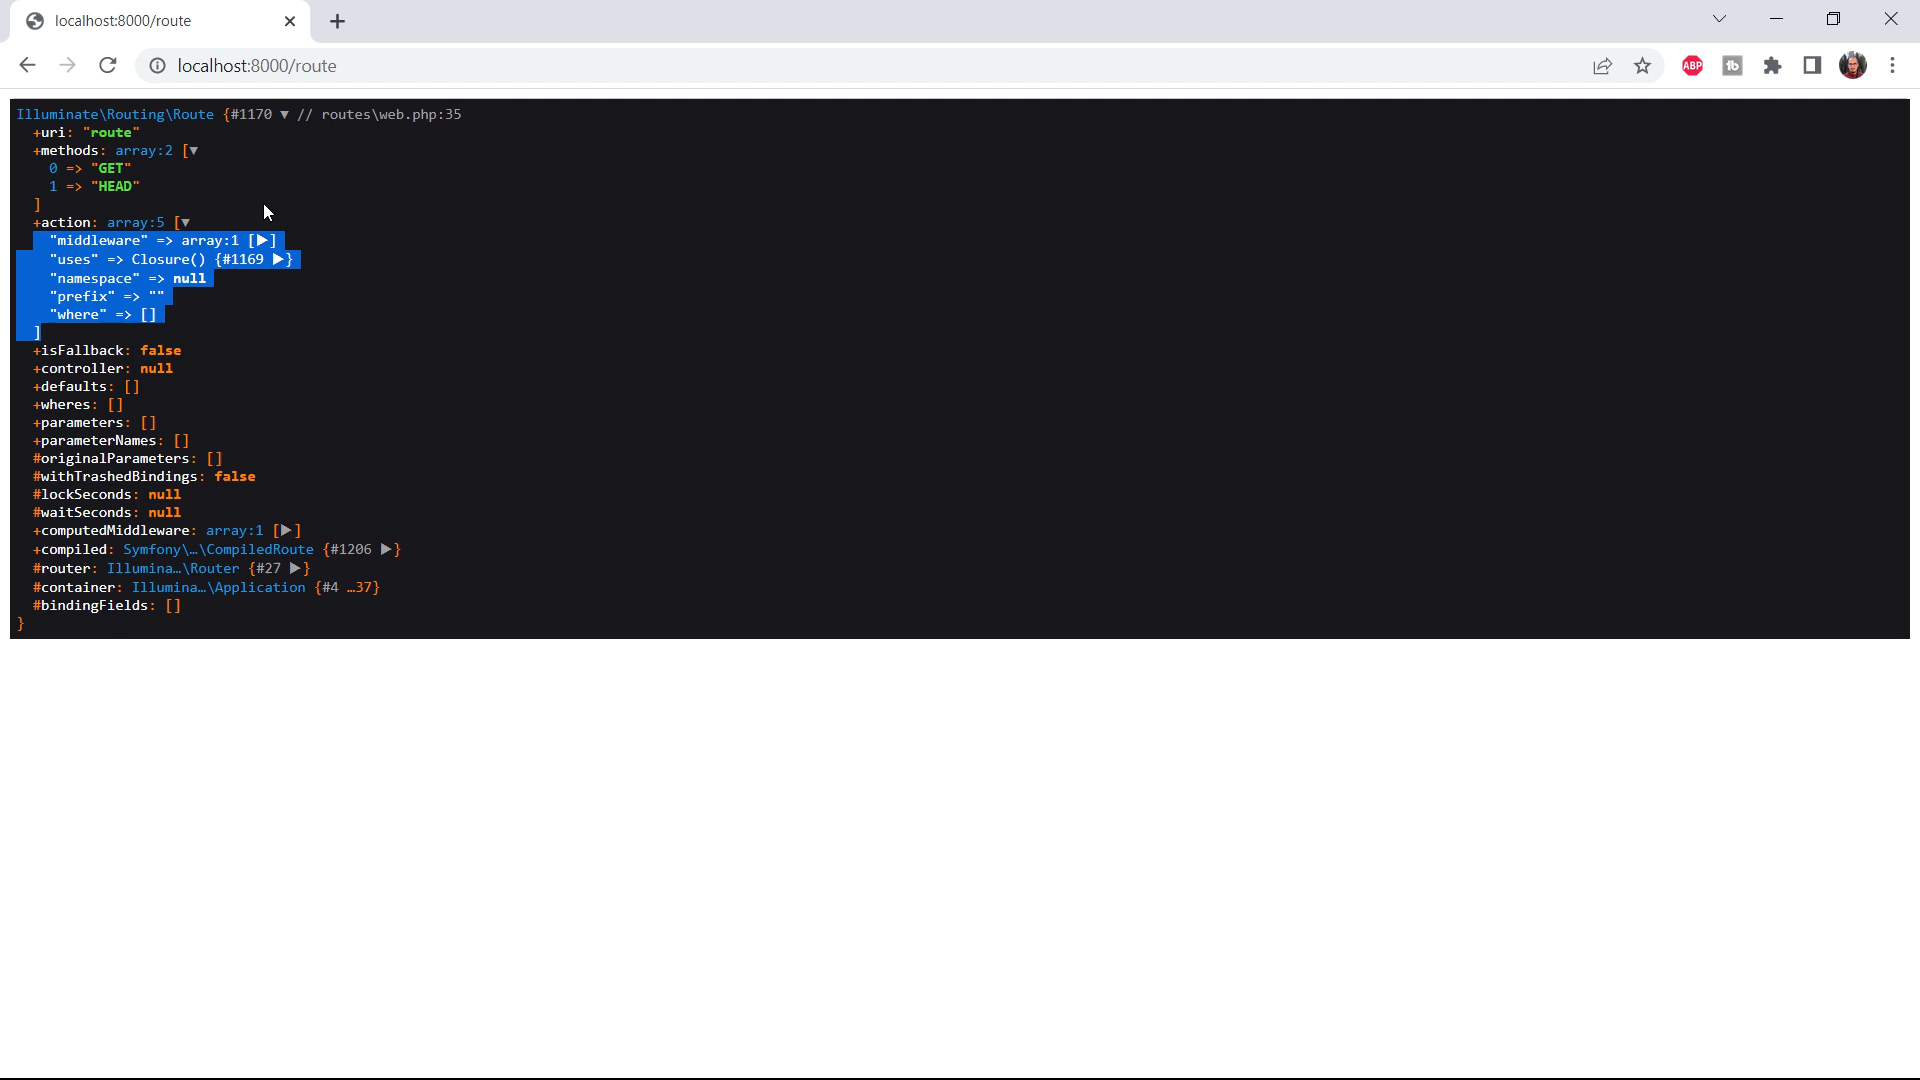 localhost:8000/route
localhost:8000/route
ABP
Illuminate\Routing\Route {#1170 ▼ // routes\web.php:35
+uri: "route"
+methods: array:2 [▼
0 => "GET"
1 => "HEAD"
]
+action: array:5 [▼
"middleware" => array:1 [▶]
"uses" => Closure() {#1169 ▶}
"namespace" => null
"prefix" => ""
"where" => []
]
+isFallback: false
+controller: null
+defaults: []
+wheres: []
+parameters: []
+parameterNames: []
#originalParameters: []
#withTrashedBindings: false
#lockSeconds: null
#waitSeconds: null
+computedMiddleware: array:1 [▶]
+compiled: Symfony\…\CompiledRoute {#1206 ▶}
#router: Illumina…\Router {#27 ▶}
#container: Illumina…\Application {#4 …37}
#bindingFields: []
}